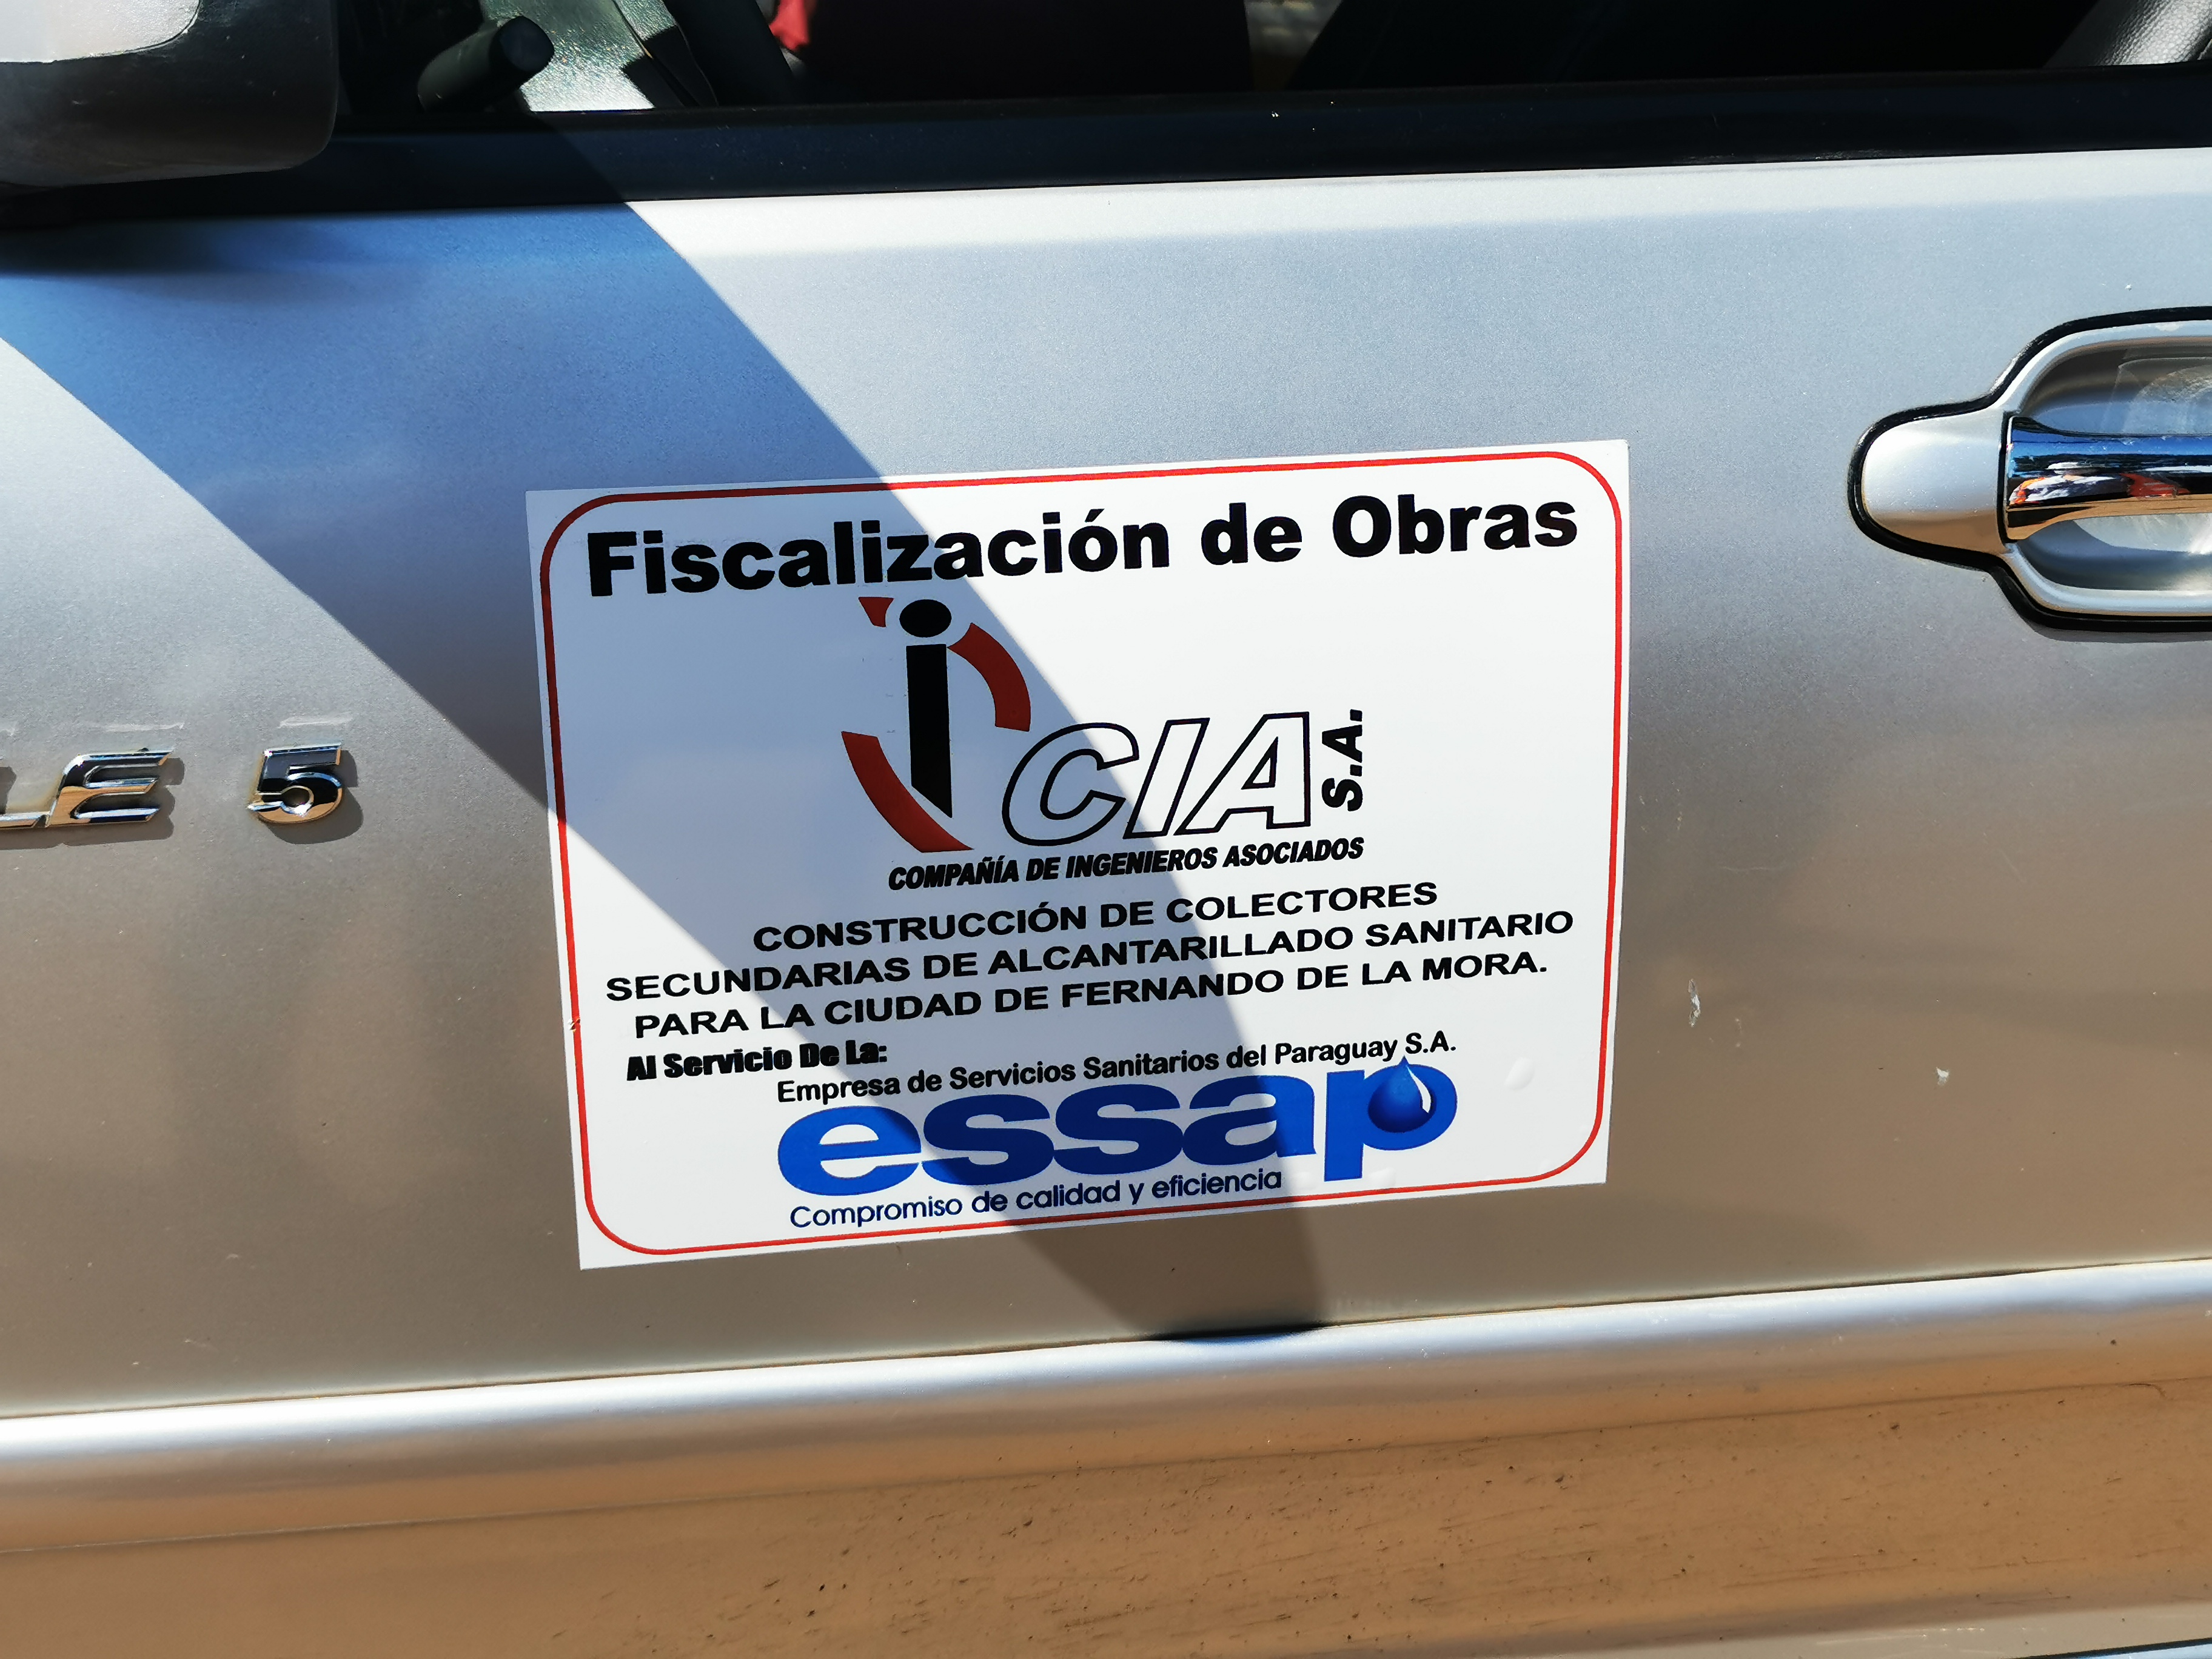 Fiscalización de Obras
CIA S.A.
COMPAÑÍA DE INGENIEROS ASOCIADOS
CONSTRUCCIÓN DE COLECTORES
SECUNDARIAS DE ALCANTARILLADO SANITARIO
PARA LA CIUDAD DE FERNANDO DE LA MORA.
Al Servicio De La:
Empresa de Servicios Sanitarios del Paraguay S.A.
essap
Compromiso de calidad y eficiencia
LE 5